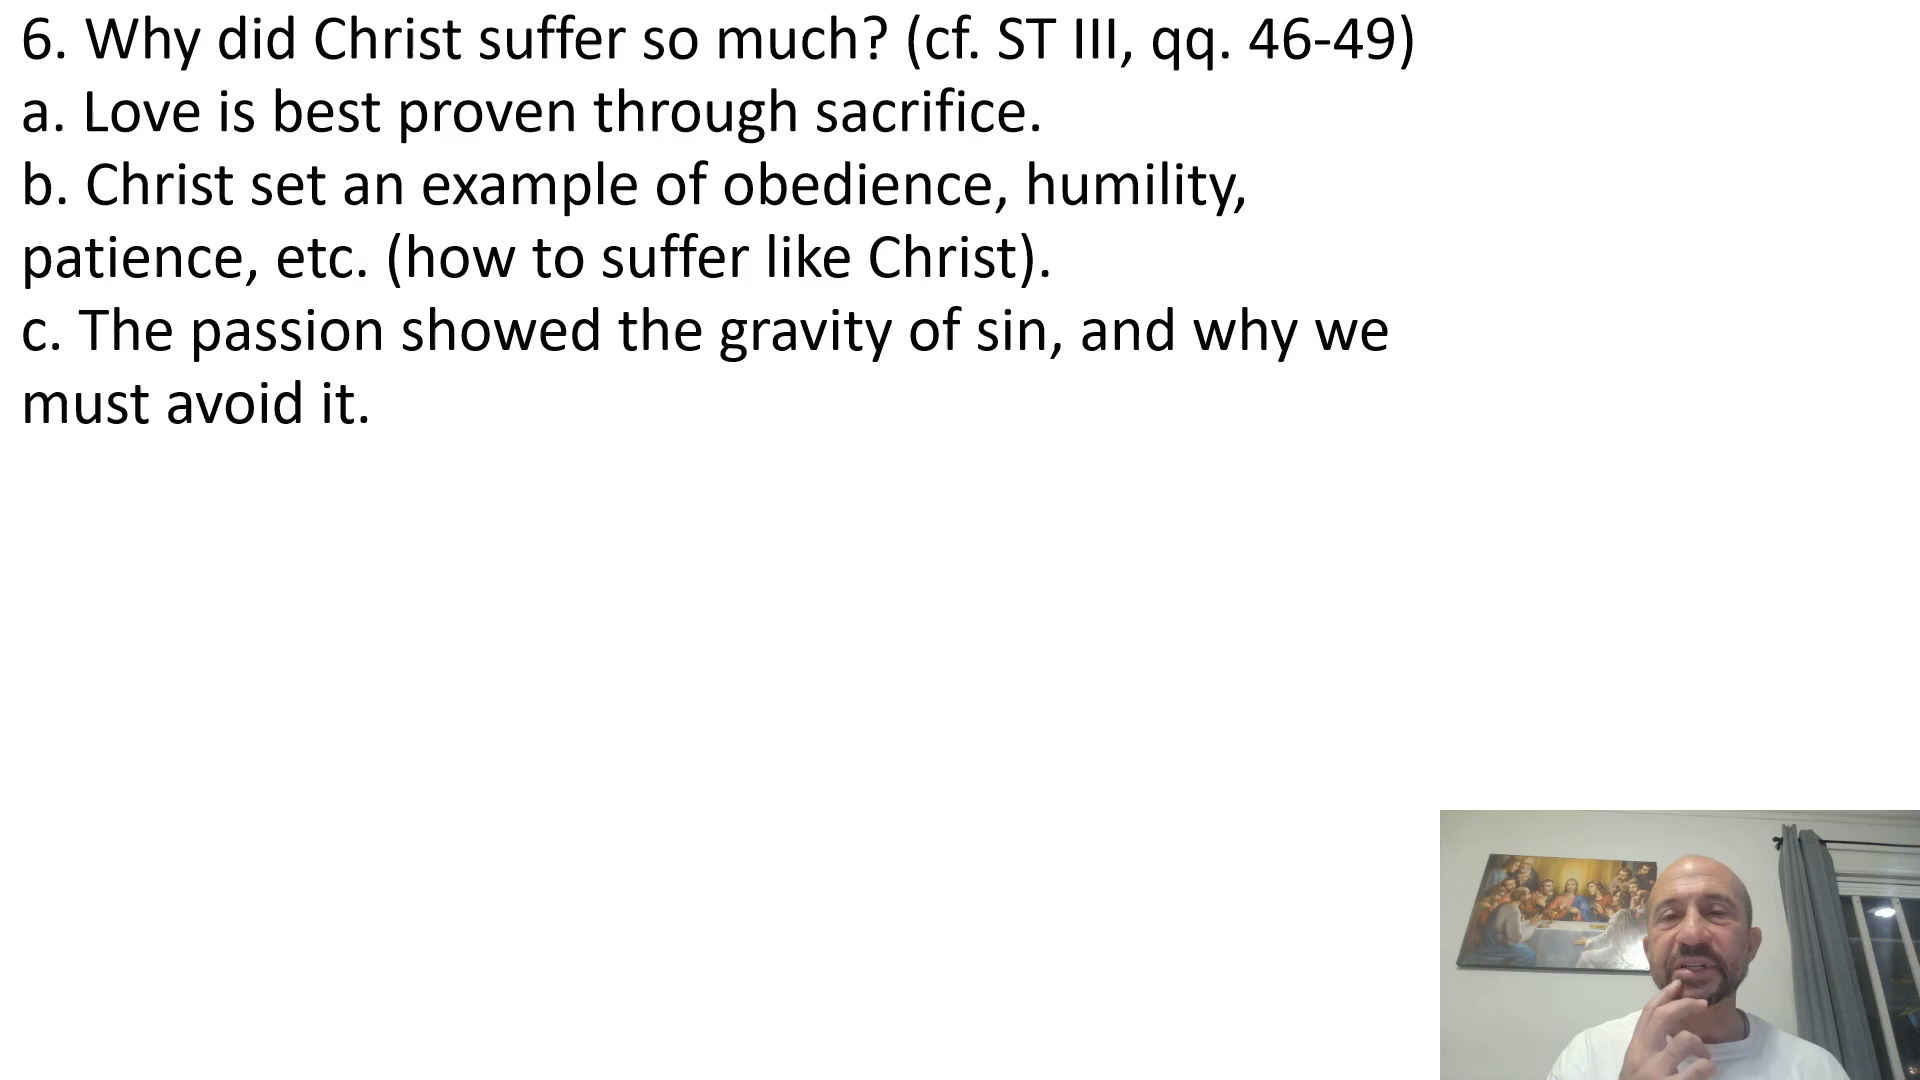 6. Why did Christ suffer so much? (cf. ST III, qq. 46-49)
a. Love is best proven through sacrifice.
b. Christ set an example of obedience, humility,
patience, etc. (how to suffer like Christ).
c. The passion showed the gravity of sin, and why we
must avoid it.